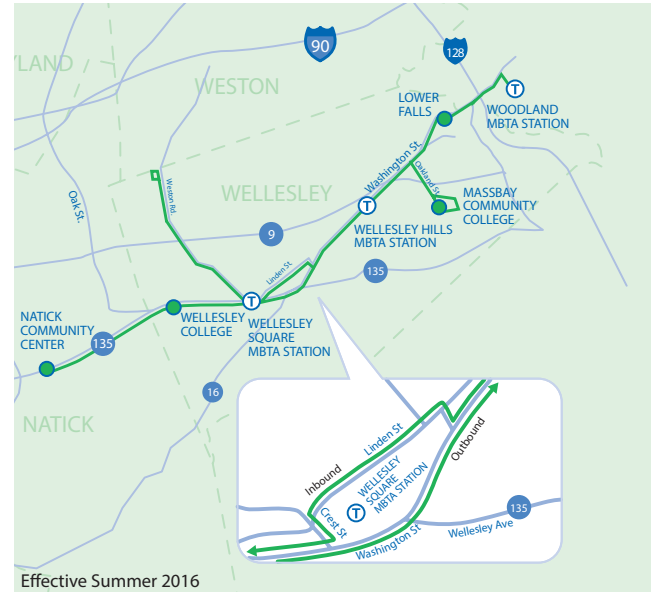 90
YLAND
WESTON
128
LOWER
FALLS
WOODLAND
MBTA STATION
T
Washington St.
Oakland St.
Weston Rd.
Oak St.
WELLESLEY
MASSBAY
COMMUNITY
COLLEGE
T
WELLESLEY HILLS
MBTA STATION
9
Linden St.
135
T
WELLESLEY
COLLEGE
WELLESLEY
SQUARE
MBTA STATION
NATICK
COMMUNITY
CENTER
135
16
NATICK
Linden St
Inbound
Outbound
WELLESLEY
SQUARE
MBTA STATION
T
Crest St
135
Wellesley Ave
Washington St
Effective Summer 2016